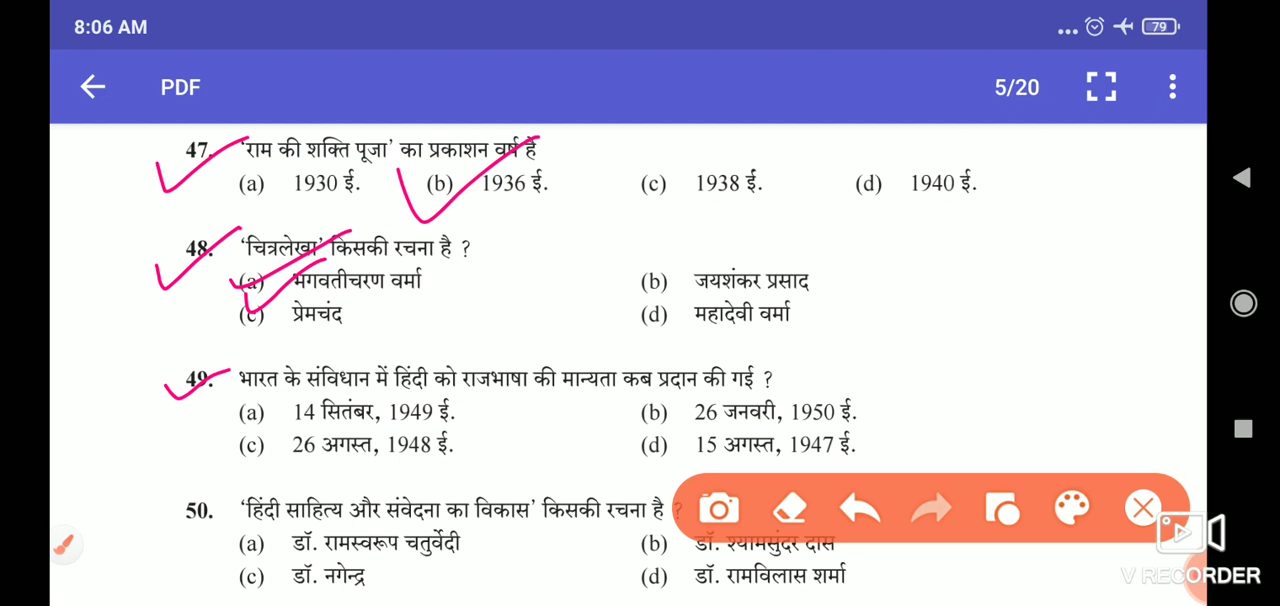 8:06 AM
79
PDF 5/20
47. 'राम की शक्ति पूजा' का प्रकाशन वर्ष है
(a) 1930 ई. (b) 1936 ई. (c) 1938 ई. (d) 1940 ई.
48. 'चित्रलेखा' किसकी रचना है ?
(a) भगवतीचरण वर्मा (b) जयशंकर प्रसाद
(c) प्रेमचंद (d) महादेवी वर्मा
49. भारत के संविधान में हिंदी को राजभाषा की मान्यता कब प्रदान की गई ?
(a) 14 सितंबर, 1949 ई. (b) 26 जनवरी, 1950 ई.
(c) 26 अगस्त, 1948 ई. (d) 15 अगस्त, 1947 ई.
50. 'हिंदी साहित्य और संवेदना का विकास' किसकी रचना है ?
(a) डॉ. रामस्वरूप चतुर्वेदी (b) डॉ. श्यामसुंदर दास
(c) डॉ. नगेन्द्र (d) डॉ. रामविलास शर्मा
V RECORDER